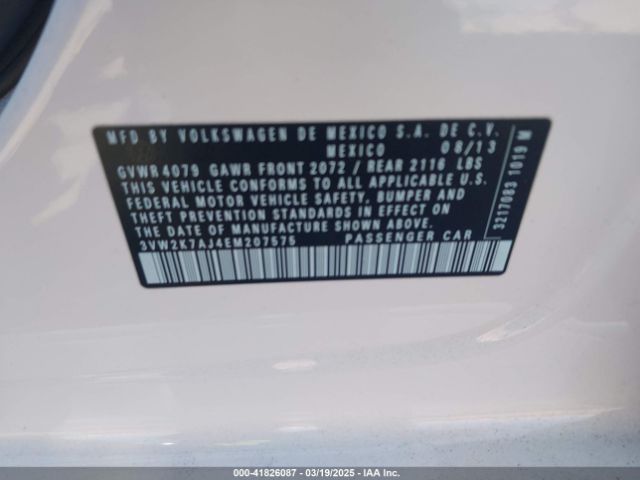 MFD BY VOLKSWAGEN DE MEXICO S.A. DE C.V.
MEXICO 08/13
GVWR 4079 GAWR FRONT 2072 / REAR 2116 LBS
THIS VEHICLE CONFORMS TO ALL APPLICABLE U.S.
FEDERAL MOTOR VEHICLE SAFETY, BUMPER AND
THEFT PREVENTION STANDARDS IN EFFECT ON
THE DATE OF MANUFACTURE SHOWN ABOVE.
3VW2K7AJ4EM207575 PASSENGER CAR
3217083 1019 M
000-41826087 | 03/19/2025 | IAA Inc.